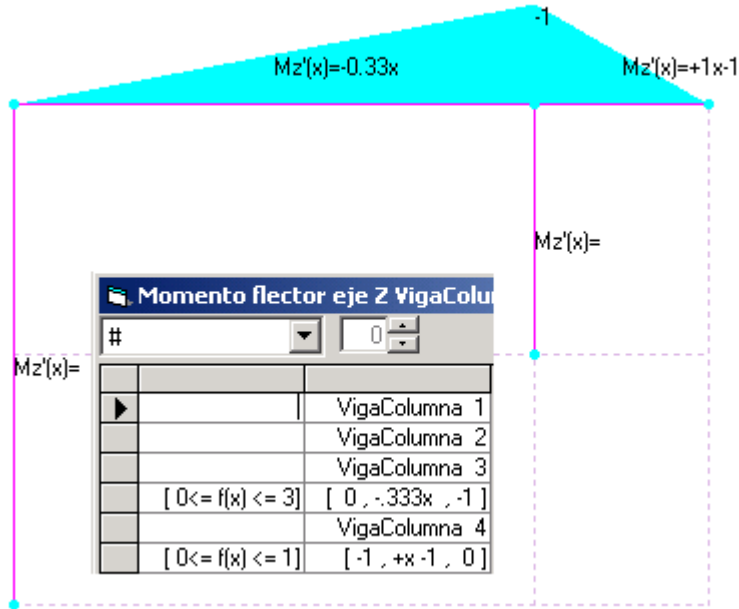 -1
Mz'(x)=-0.33x
Mz'(x)=+1x-1
Mz'(x)=
Momento flector eje Z VigaColu
# 0
Mz'(x)=
VigaColumna 1
VigaColumna 2
VigaColumna 3
[ 0<= f(x) <= 3] [ 0 , -.333x , -1 ]
VigaColumna 4
[ 0<= f(x) <= 1] [ -1 , +x -1 , 0 ]